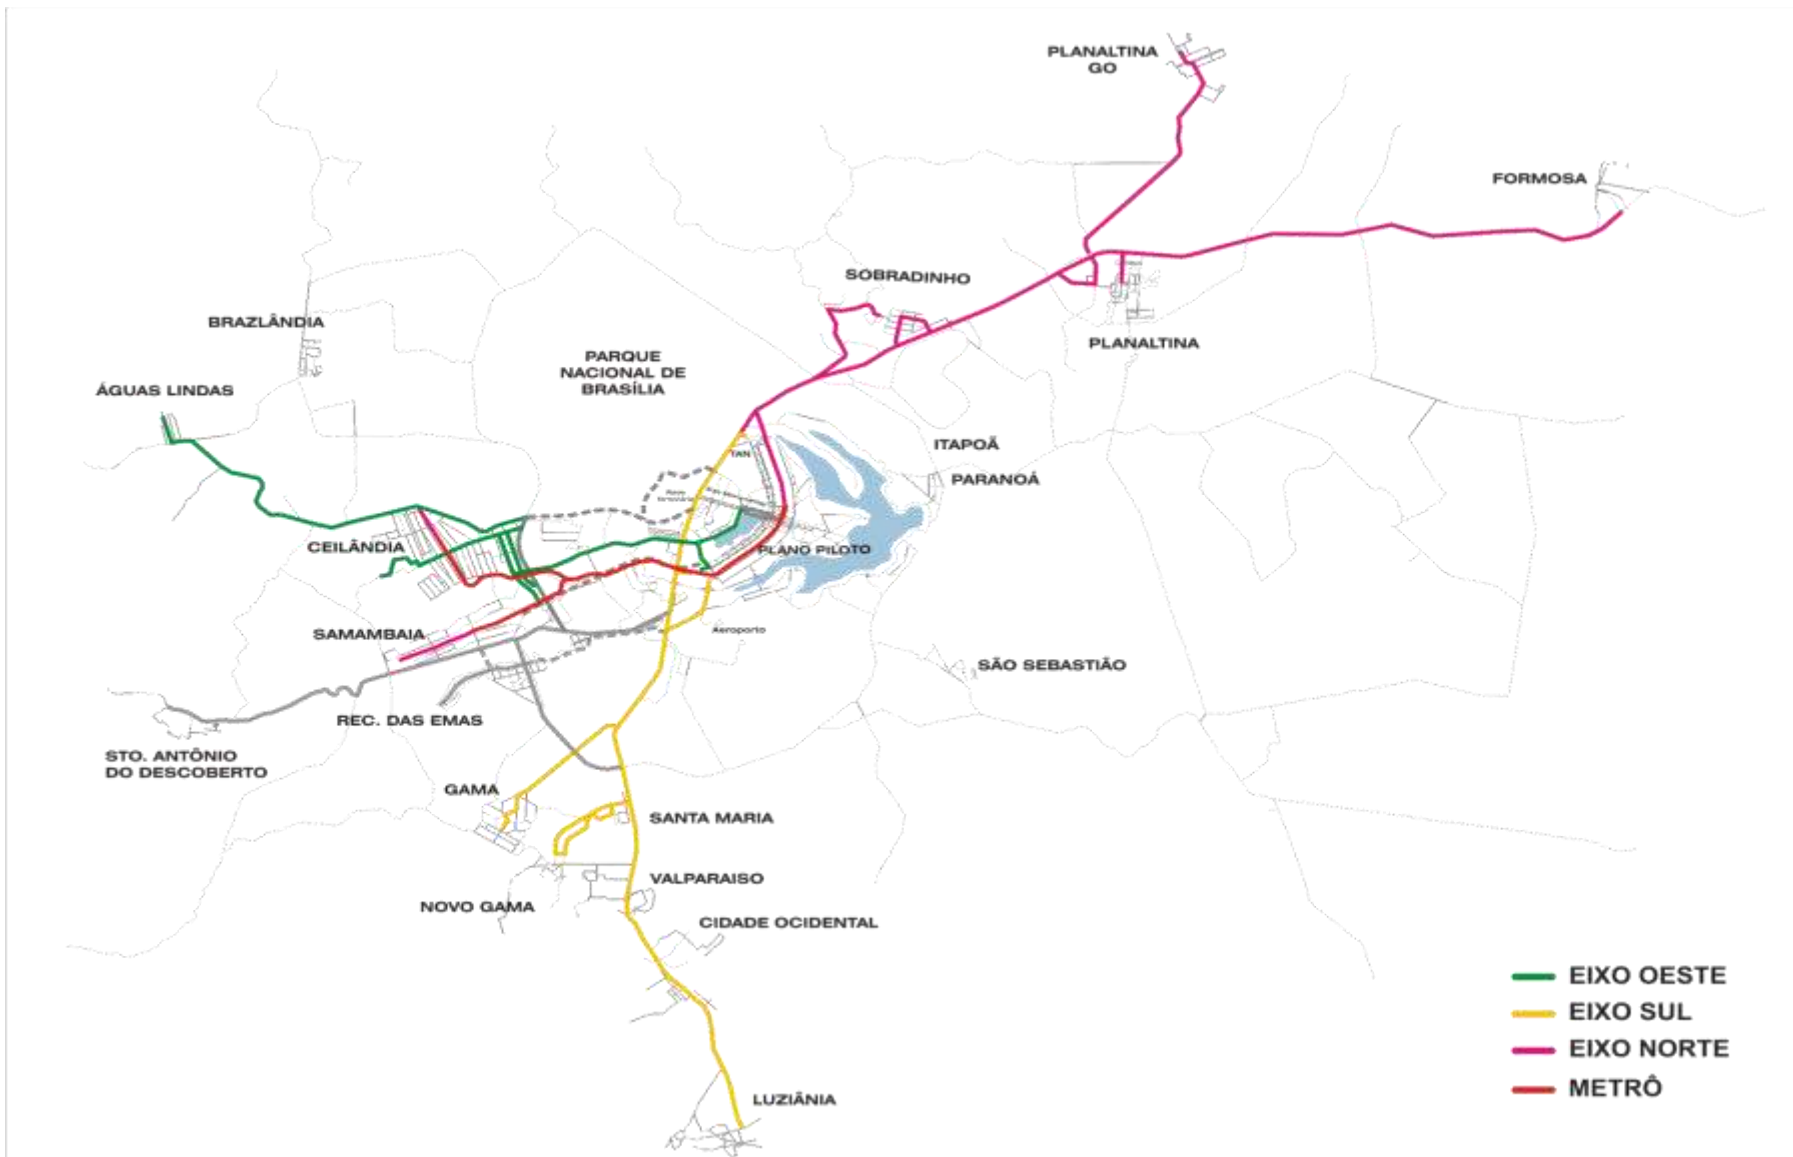 PLANALTINA
GO
FORMOSA
SOBRADINHO
BRAZLÂNDIA
PLANALTINA
PARQUE
NACIONAL DE
BRASÍLIA
ÁGUAS LINDAS
ITAPOÃ
TAN
PARANOÁ
CEILÂNDIA
PLANO PILOTO
SAMAMBAIA
Aeroporto
SÃO SEBASTIÃO
REC. DAS EMAS
STO. ANTÔNIO
DO DESCOBERTO
GAMA
SANTA MARIA
VALPARAISO
NOVO GAMA
CIDADE OCIDENTAL
EIXO OESTE
EIXO SUL
EIXO NORTE
METRÔ
LUZIÂNIA